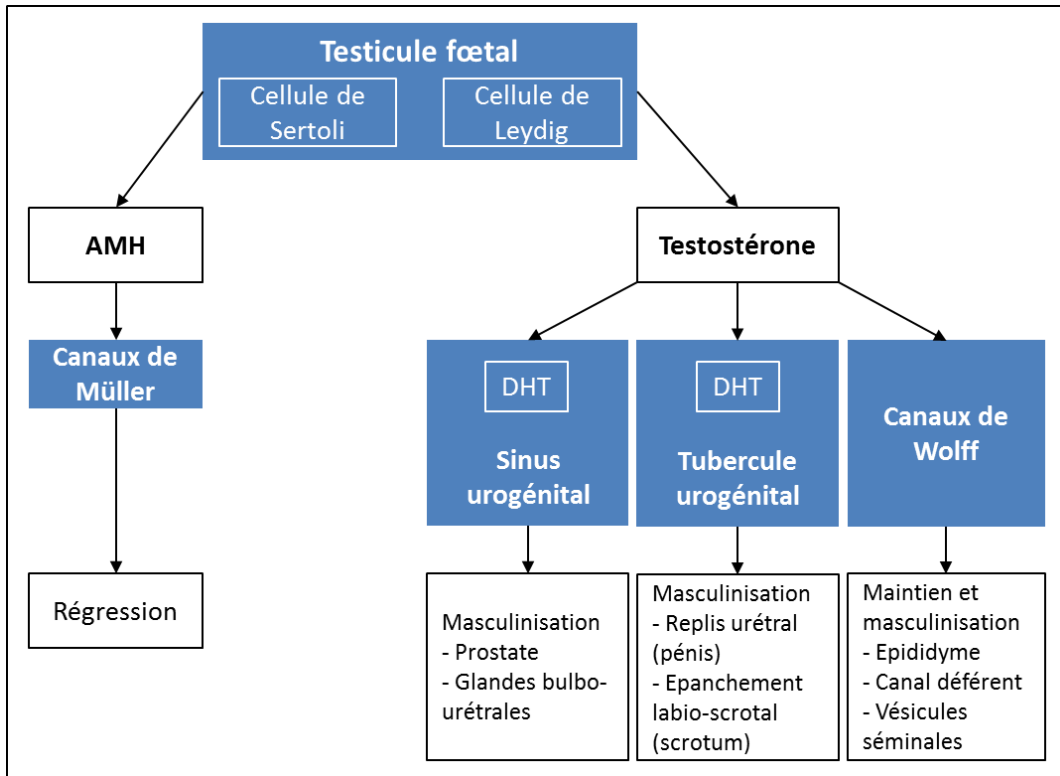 Testicule fœtal
Cellule de
Sertoli
Cellule de
Leydig
AMH
Testostérone
Canaux de
Müller
DHT
Sinus
urogénital
DHT
Tubercule
urogénital
Canaux de
Wolff
Régression
Masculinisation
- Prostate
- Glandes bulbo-
urétrales
Masculinisation
- Replis urétral
(pénis)
- Epanchement
labio-scrotal
(scrotum)
Maintien et
masculinisation
- Epididyme
- Canal déférent
- Vésicules
séminales